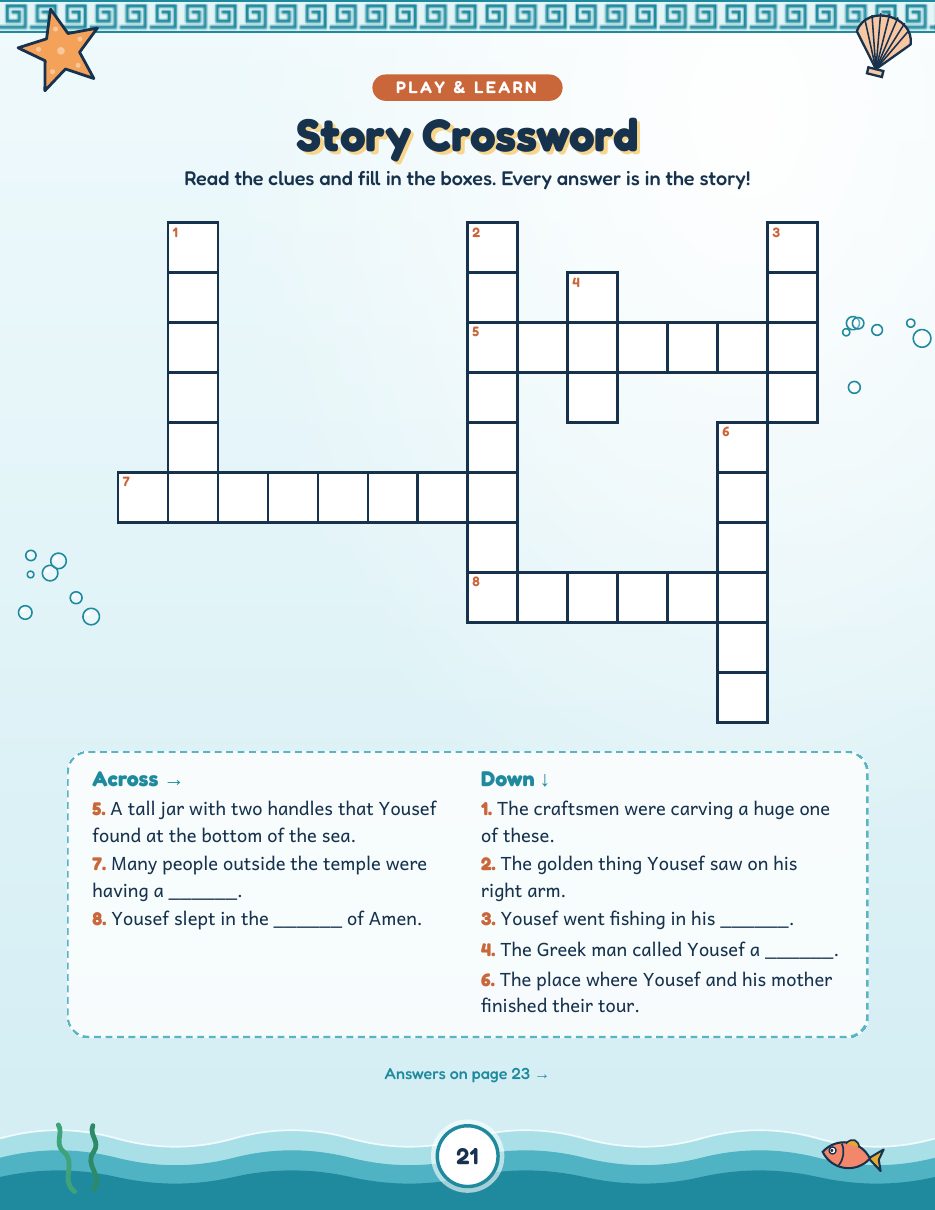 PLAY & LEARN
Story Crossword
Read the clues and fill in the boxes. Every answer is in the story!
1
2
3
4
5
6
7
8
Across →
5. A tall jar with two handles that Yousef
found at the bottom of the sea.
7. Many people outside the temple were
having a _______.
8. Yousef slept in the _______ of Amen.
Down ↓
1. The craftsmen were carving a huge one
of these.
2. The golden thing Yousef saw on his
right arm.
3. Yousef went fishing in his _______.
4. The Greek man called Yousef a _______.
6. The place where Yousef and his mother
finished their tour.
Answers on page 23 →
21